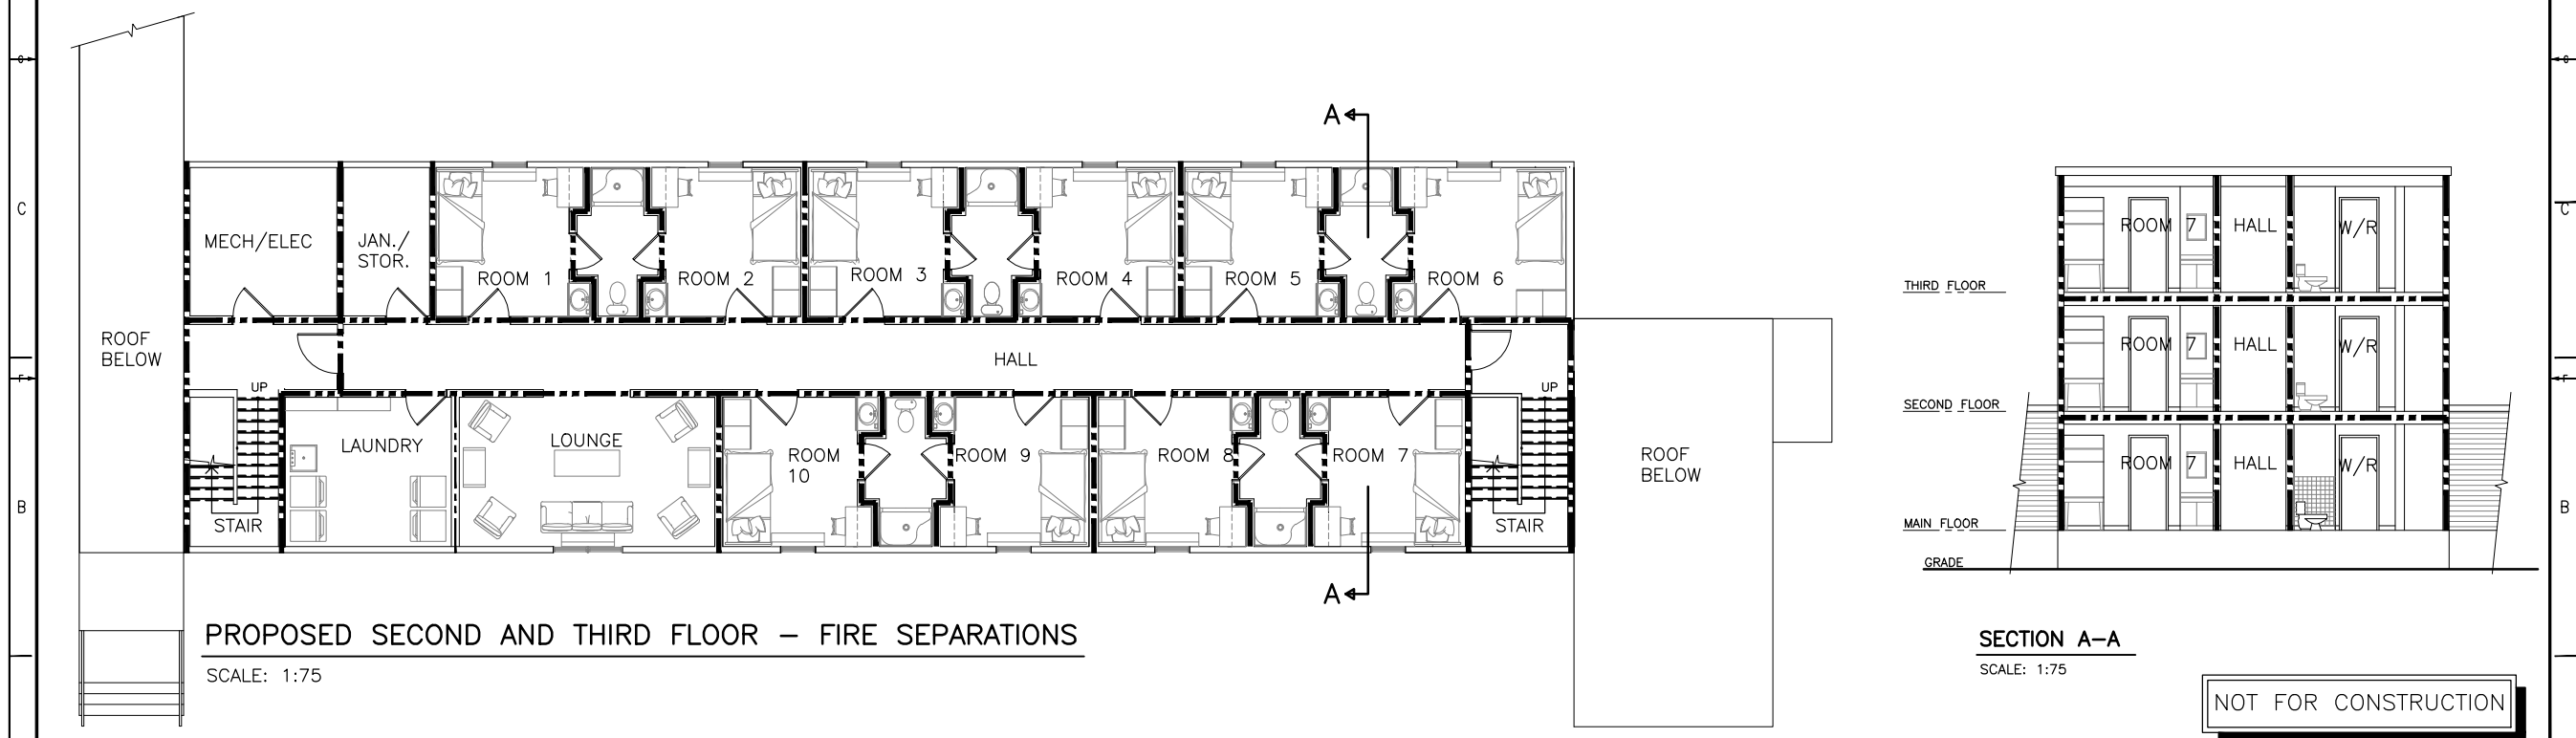 G
G
A
C
C
MECH/ELEC
JAN./
STOR.
ROOM 1
ROOM 2
ROOM 3
ROOM 4
ROOM 5
ROOM 6
ROOM 7
HALL
W/R
THIRD FLOOR
ROOF
BELOW
HALL
UP
UP
F
F
ROOM 7
HALL
W/R
SECOND FLOOR
LAUNDRY
LOUNGE
ROOM
10
ROOM 9
ROOM 8
ROOM 7
ROOF
BELOW
ROOM 7
HALL
W/R
B
B
STAIR
STAIR
MAIN FLOOR
GRADE
A
PROPOSED SECOND AND THIRD FLOOR – FIRE SEPARATIONS
SCALE: 1:75
SECTION A–A
SCALE: 1:75
NOT FOR CONSTRUCTION